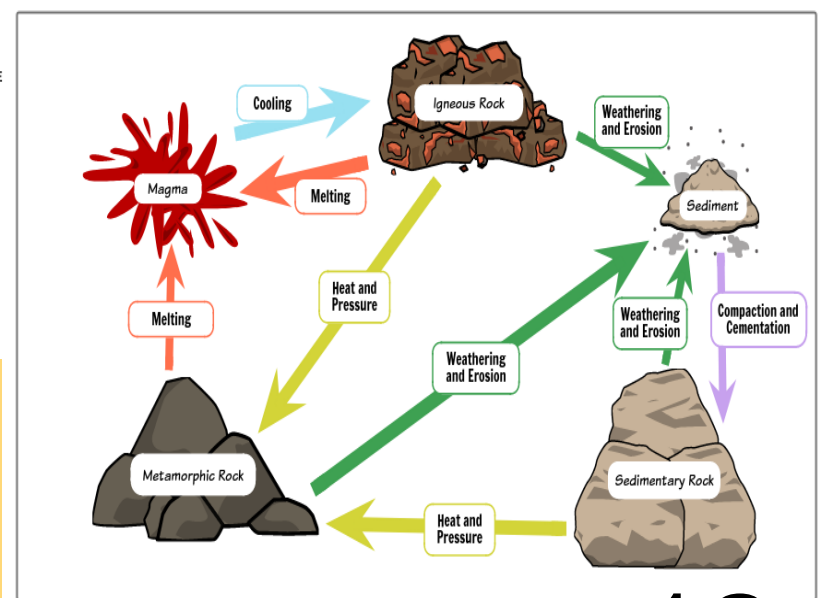 E
Cooling
Igneous Rock
Weathering
and Erosion
Magma
Melting
Sediment
Heat and
Pressure
Melting
Weathering
and Erosion
Compaction and
Cementation
Weathering
and Erosion
Metamorphic Rock
Sedimentary Rock
Heat and
Pressure